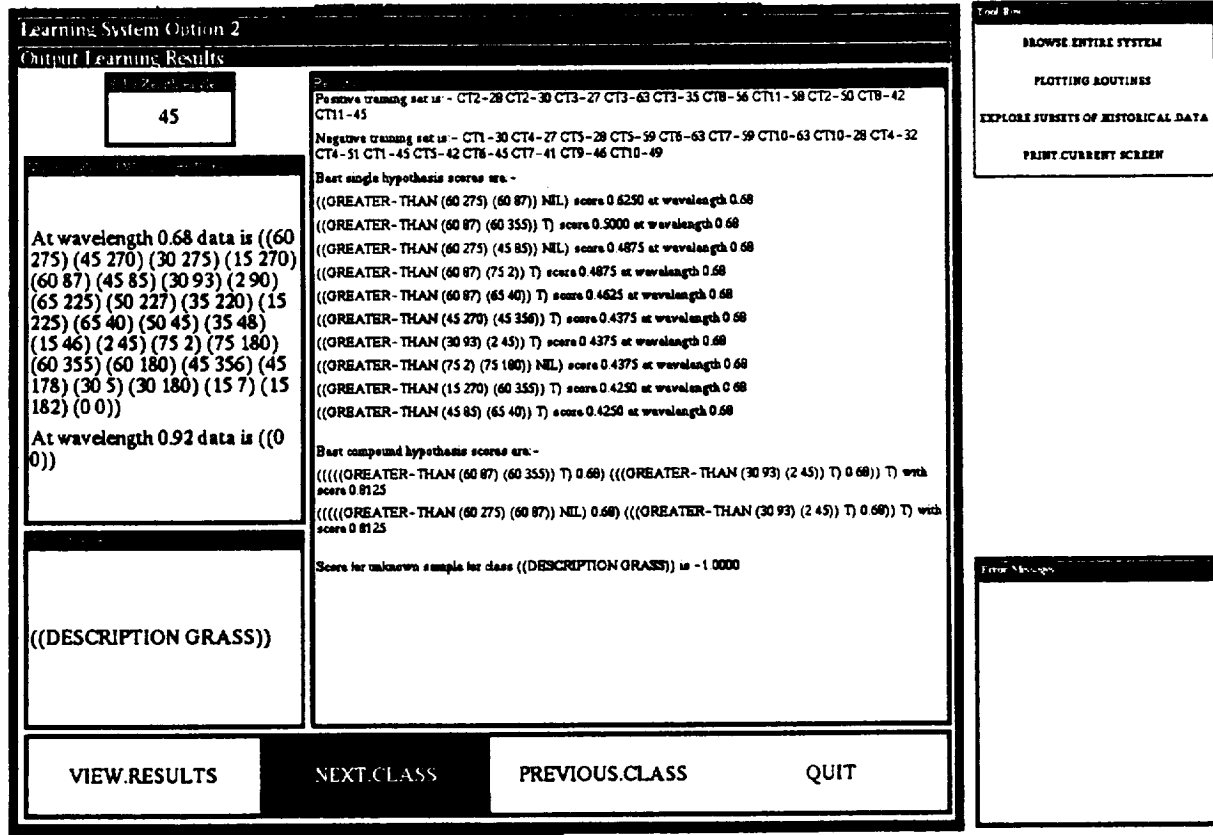 Learning System Option 2
Output Learning Results
45
At wavelength 0.68 data is ((60
275) (45 270) (30 275) (15 270)
(60 87) (45 85) (30 93) (2 90)
(65 225) (50 227) (35 220) (15
225) (65 40) (50 45) (35 48)
(15 46) (2 45) (75 2) (75 180)
(60 355) (60 180) (45 356) (45
178) (30 5) (30 180) (15 7) (15
182) (0 0))
At wavelength 0.92 data is ((0
0))
((DESCRIPTION GRASS))
Positive training set is:- CT2-28 CT2-30 CT3-27 CT3-63 CT3-35 CT8-56 CT11-58 CT2-50 CT8-42
CT11-45
Negative training set is:- CT1-30 CT4-27 CT5-28 CT5-59 CT6-63 CT7-59 CT10-63 CT10-28 CT4-32
CT4-51 CT1-45 CT5-42 CT6-45 CT7-41 CT9-46 CT10-49
Best single hypothesis scores are:-
((GREATER-THAN (60 275) (60 87)) NIL) score 0.6250 at wavelength 0.68
((GREATER-THAN (60 87) (60 355)) T) score 0.5000 at wavelength 0.68
((GREATER-THAN (60 275) (45 85)) NIL) score 0.4875 at wavelength 0.68
((GREATER-THAN (60 87) (75 2)) T) score 0.4875 at wavelength 0.68
((GREATER-THAN (60 87) (65 40)) T) score 0.4625 at wavelength 0.68
((GREATER-THAN (45 270) (45 356)) T) score 0.4375 at wavelength 0.68
((GREATER-THAN (30 93) (2 45)) T) score 0.4375 at wavelength 0.68
((GREATER-THAN (75 2) (75 180)) NIL) score 0.4375 at wavelength 0.68
((GREATER-THAN (15 270) (60 355)) T) score 0.4250 at wavelength 0.68
((GREATER-THAN (45 85) (65 40)) T) score 0.4250 at wavelength 0.68
Best compound hypothesis scores are:-
(((((GREATER-THAN (60 87) (60 355)) T) 0.68) (((GREATER-THAN (30 93) (2 45)) T) 0.68)) T) with
score 0.8125
(((((GREATER-THAN (60 275) (60 87)) NIL) 0.68) (((GREATER-THAN (30 93) (2 45)) T) 0.68)) T) with
score 0.8125
Score for unknown sample for class ((DESCRIPTION GRASS)) is -1.0000
VIEW.RESULTS NEXT.CLASS PREVIOUS.CLASS QUIT
Tool Box
BROWSE ENTIRE SYSTEM
PLOTTING ROUTINES
EXPLORE SUBSETS OF HISTORICAL DATA
PRINT CURRENT SCREEN
Error Messages